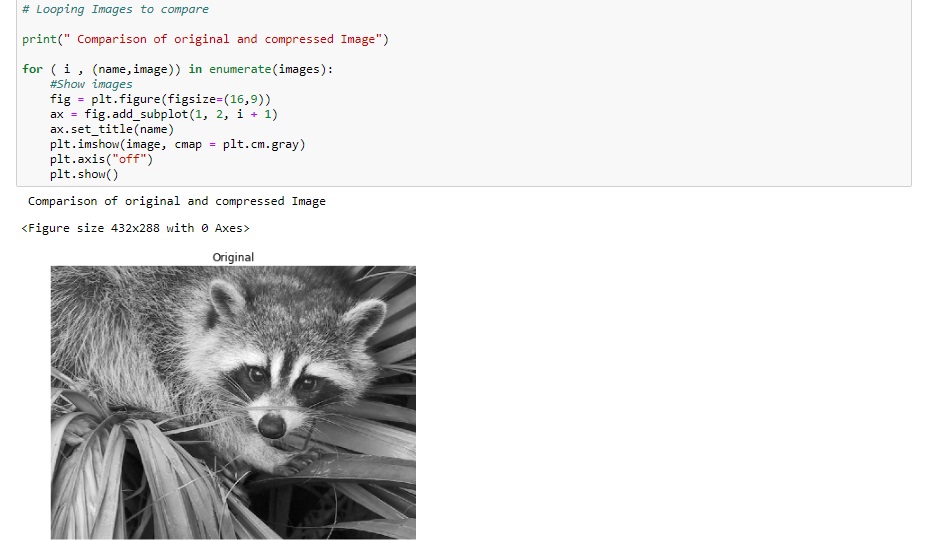 # Looping Images to compare
print(" Comparison of original and compressed Image")
for ( i , (name,image)) in enumerate(images):
#Show images
fig = plt.figure(figsize=(16,9))
ax = fig.add_subplot(1, 2, i + 1)
ax.set_title(name)
plt.imshow(image, cmap = plt.cm.gray)
plt.axis("off")
plt.show()
Comparison of original and compressed Image
<Figure size 432x288 with 0 Axes>
Original